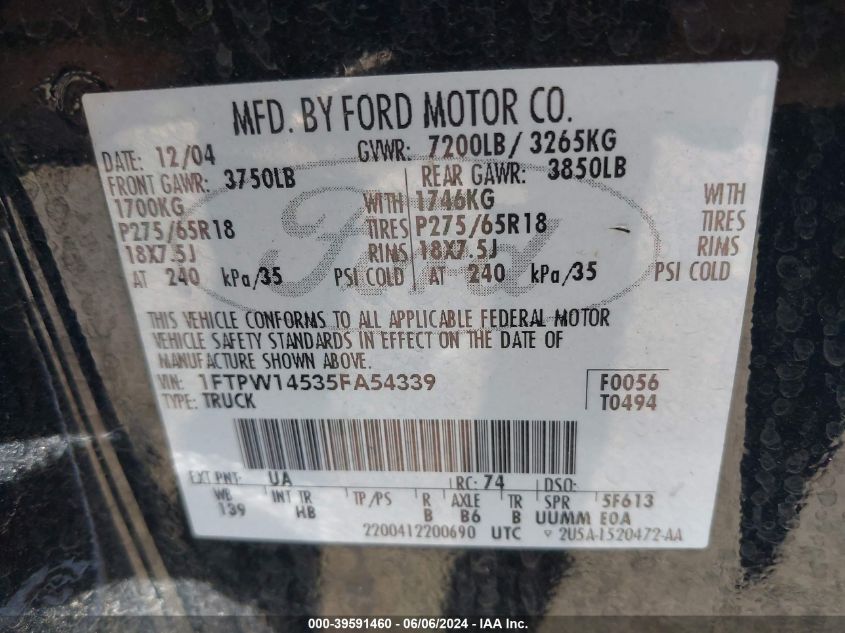 MFD. BY FORD MOTOR CO.
DATE: 12/04 GVWR: 7200LB/ 3265KG
FRONT GAWR: 3750LB REAR GAWR: 3850LB
1700KG WITH 1746KG WITH
P275/65R18 TIRES P275/65R18 TIRES
18X7.5J RIMS 18X7.5J RIMS
AT 240 kPa/35 PSI COLD AT 240 kPa/35 PSI COLD
Ford
THIS VEHICLE CONFORMS TO ALL APPLICABLE FEDERAL MOTOR
VEHICLE SAFETY STANDARDS IN EFFECT ON THE DATE OF
MANUFACTURE SHOWN ABOVE.
VIN: 1FTPW14535FA54339 F0056
TYPE: TRUCK T0494
EXT PNT: UA RC: 74 DSO:
WB INT TR TP/PS R AXLE TR SPR 5F613
139 HB B B6 B UUMM EOA
2200412200690 UTC ▽ 2U5A-1520472-AA
000-39591460 - 06/06/2024 - IAA Inc.